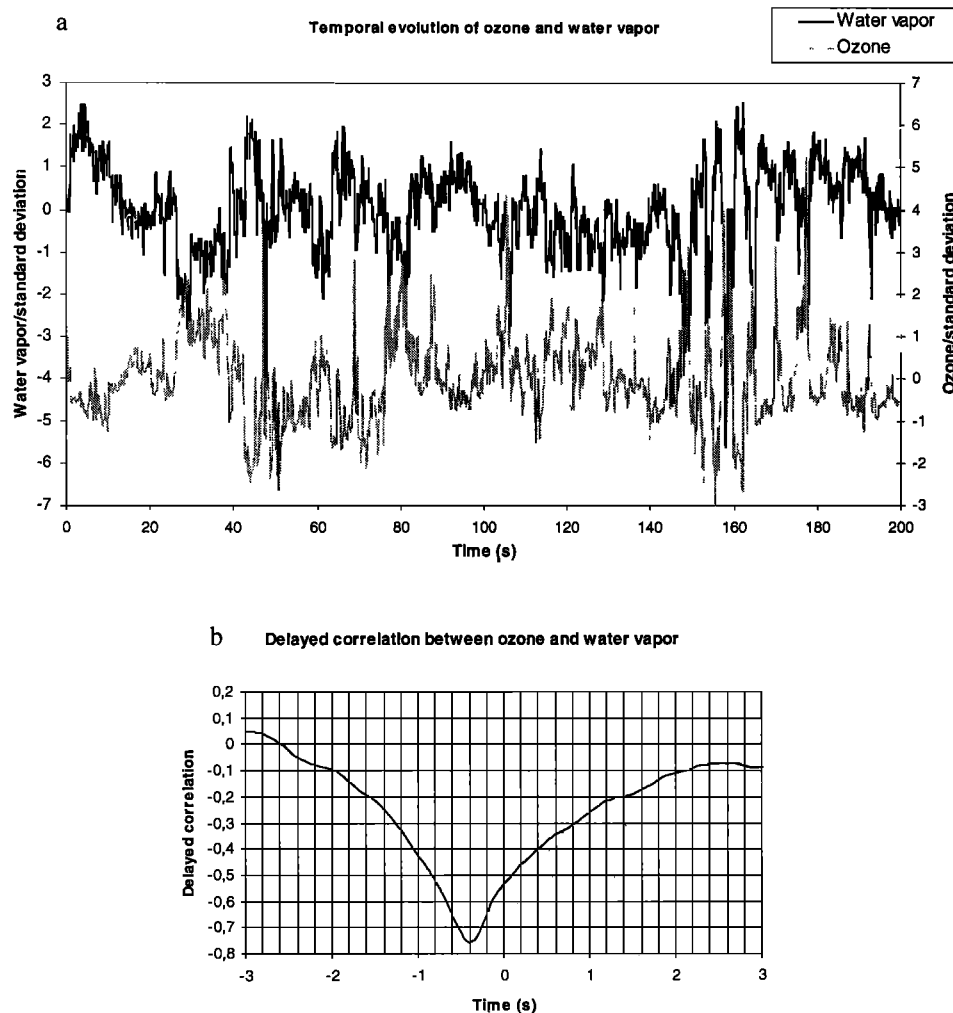 a
Temporal evolution of ozone and water vapor
Water vapor
Ozone
3
2
1
0
-1
-2
-3
-4
-5
-6
-7
Water vapor/standard deviation
7
6
5
4
3
2
1
0
-1
-2
-3
Ozone/standard deviation
0 20 40 60 80 100 120 140 160 180 200
Time (s)
b Delayed correlation between ozone and water vapor
0,2
0,1
0
-0,1
-0,2
-0,3
-0,4
-0,5
-0,6
-0,7
-0,8
Delayed correlation
-3 -3 -1 0 1 2 3
Time (s)